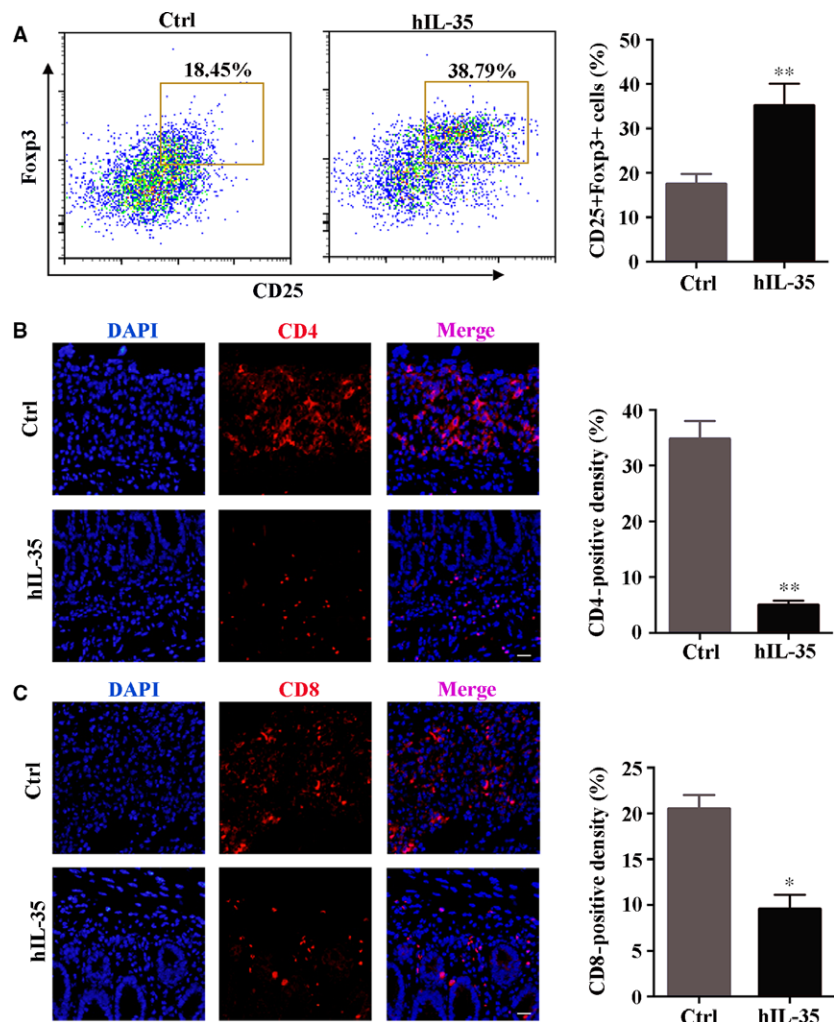 A
Ctrl
hIL-35
18.45%
38.79%
Foxp3
CD25
CD25+Foxp3+ cells (%)
50
40
30
20
10
0
**
Ctrl
hIL-35
B
DAPI
CD4
Merge
Ctrl
hIL-35
CD4-positive density (%)
40
30
20
10
0
**
Ctrl
hIL-35
C
DAPI
CD8
Merge
Ctrl
hIL-35
CD8-positive density (%)
25
20
15
10
5
0
*
Ctrl
hIL-35